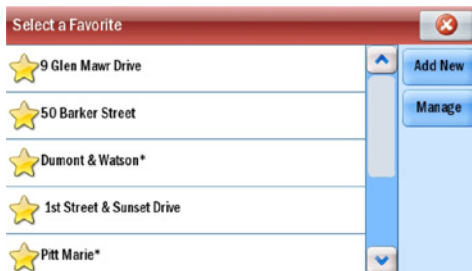 Select a Favorite
9 Glen Mawr Drive
Add New
50 Barker Street
Manage
Dumont & Watson*
1st Street & Sunset Drive
Pitt Marie*